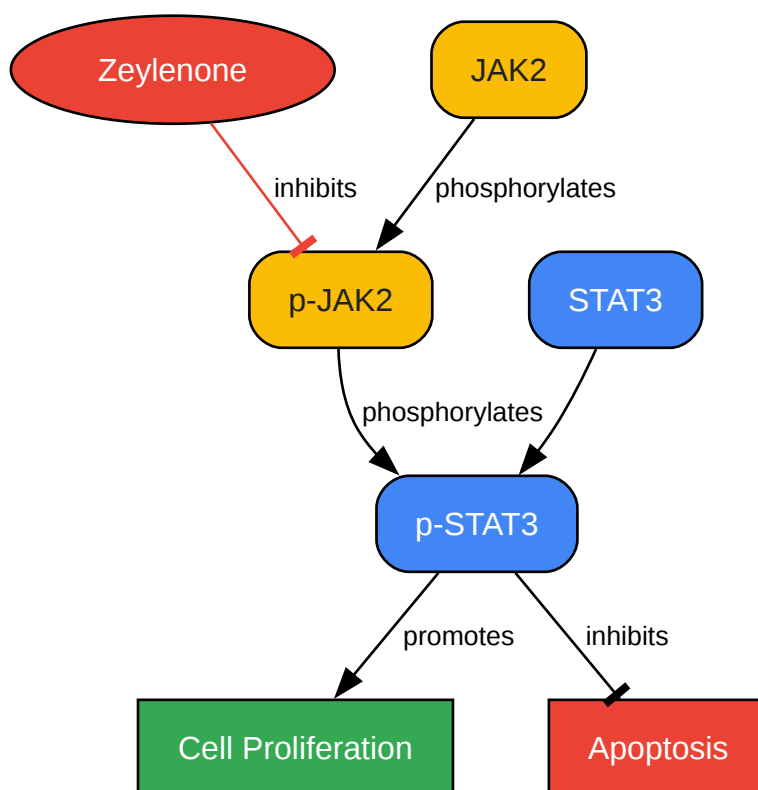 Zeylenone
JAK2
inhibits
phosphorylates
p-JAK2
STAT3
phosphorylates
p-STAT3
promotes
inhibits
Cell Proliferation
Apoptosis